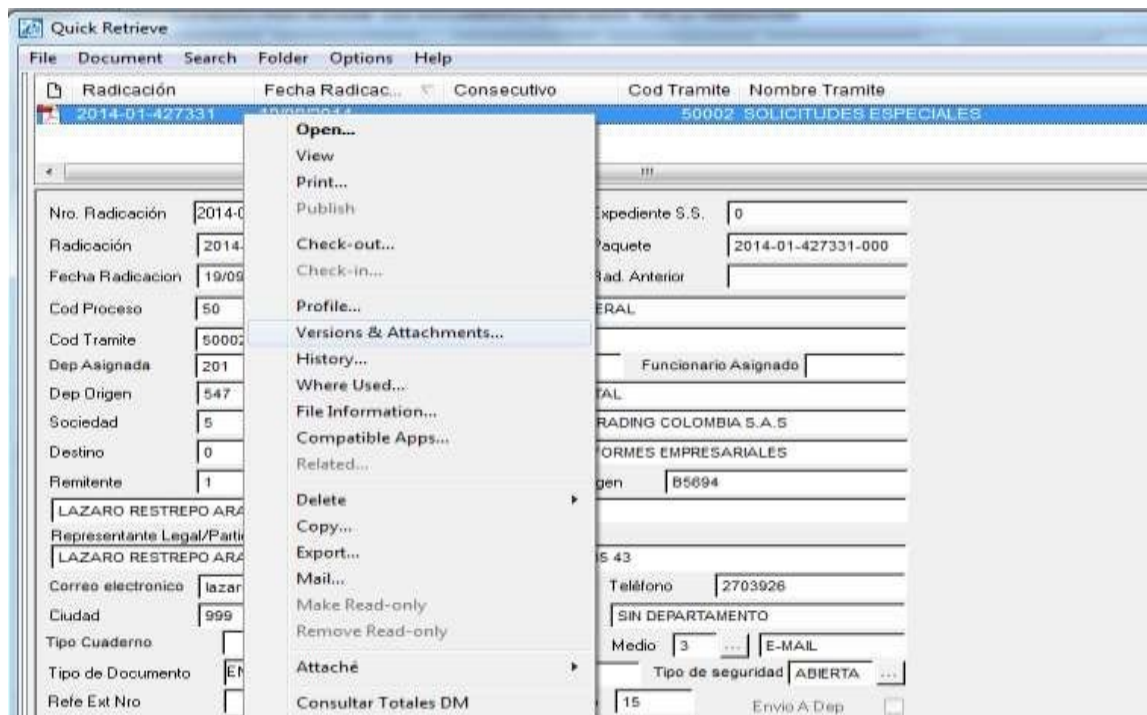 Quick Retrieve
File Document Search Folder Options Help
Radicación Fecha Radicac... Consecutivo Cod Tramite Nombre Tramite
2014-01-427331 50002 SOLICITUDES ESPECIALES
Open...
View
Print...
Publish
Check-out...
Check-in...
Profile...
Versions & Attachments...
History...
Where Used...
File Information...
Compatible Apps...
Related...
Delete
Copy...
Export...
Mail...
Make Read-only
Remove Read-only
Attaché
Consultar Totales DM
Nro. Radicación 2014-0 xpediente S.S. 0
Radicación 2014- aquete 2014-01-427331-000
Fecha Radicacion 19/09 ad. Anterior
Cod Proceso 50 ERAL
Cod Tramite 50002
Dep Asignada 201 Funcionario Asignado
Dep Origen 547 TAL
Sociedad 5 RADING COLOMBIA S.A.S
Destino 0 ORMES EMPRESARIALES
Remitente 1 gen B5694
LAZARO RESTREPO ARA
Representante Legal/Parti
LAZARO RESTREPO ARA 5 43
Correo electronico lazar Teléfono 2703926
Ciudad 999 SIN DEPARTAMENTO
Tipo Cuaderno Medio 3 ... E-MAIL
Tipo de Documento EN Tipo de seguridad ABIERTA ...
Refe Ext Nro 15 Envio A Dep